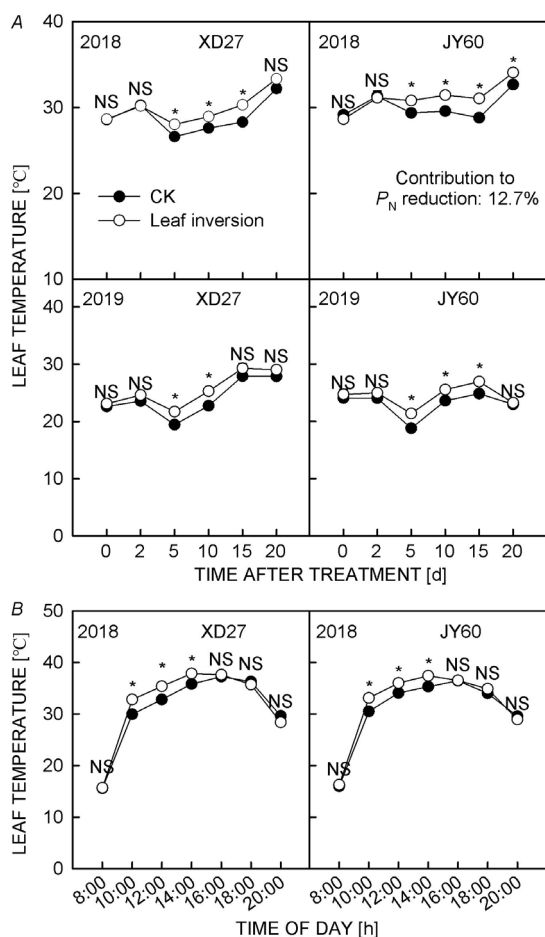 A
40
2018
XD27
2018
JY60
NS
NS
*
*
*
NS
NS
NS
*
*
*
*
30
20
10
CK
Leaf inversion
Contribution to
PN reduction: 12.7%
LEAF TEMPERATURE [℃]
2019
XD27
2019
JY60
NS
NS
*
*
NS
NS
NS
NS
*
*
*
NS
30
20
10
0
0 2 5 10 15 20
0 2 5 10 15 20
TIME AFTER TREATMENT [d]
B
50
2018
XD27
2018
JY60
NS
*
*
*
NS
NS
NS
NS
*
*
*
NS
NS
NS
40
30
20
10
0
LEAF TEMPERATURE [℃]
8:00 10:00 12:00 14:00 16:00 18:00 20:00
8:00 10:00 12:00 14:00 16:00 18:00 20:00
TIME OF DAY [h]